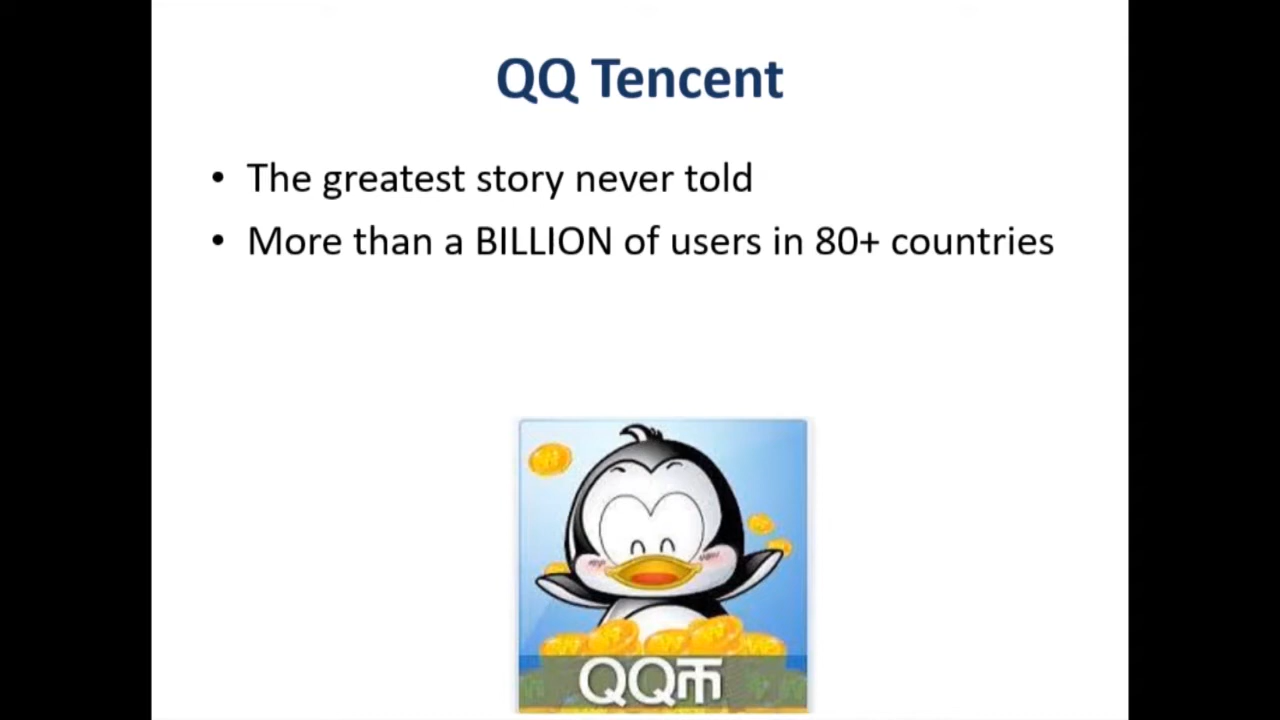 QQ Tencent
• The greatest story never told
• More than a BILLION of users in 80+ countries
QQ币